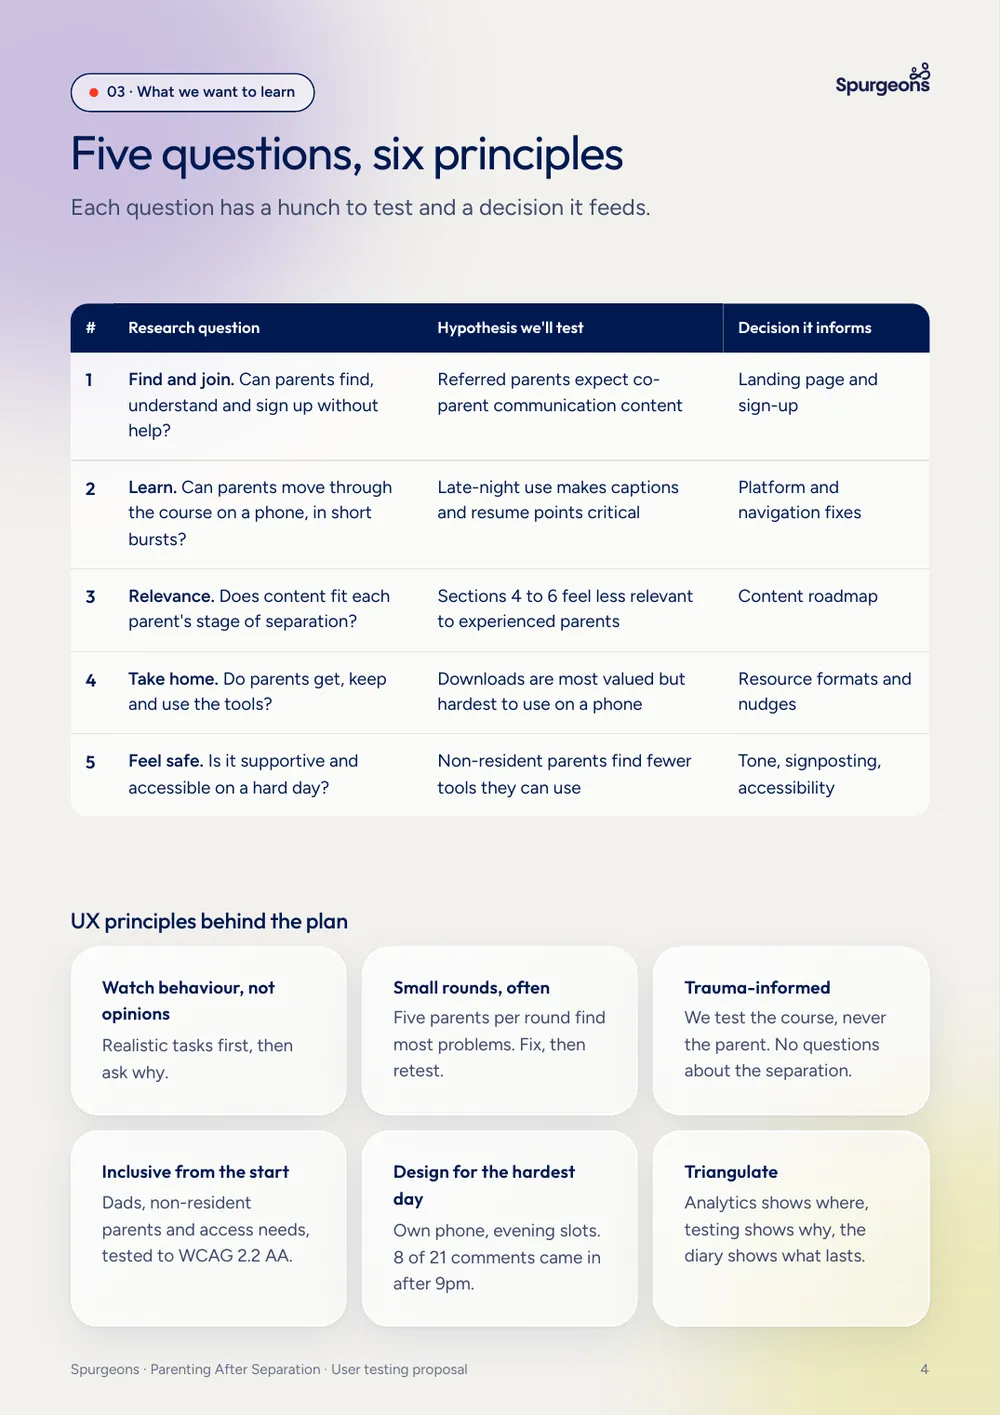 03 · What we want to learn
Spurgeons
Five questions, six principles
Each question has a hunch to test and a decision it feeds.
# Research question Hypothesis we'll test Decision it informs
1 Find and join. Can parents find, understand and sign up without help? Referred parents expect co-parent communication content Landing page and sign-up
2 Learn. Can parents move through the course on a phone, in short bursts? Late-night use makes captions and resume points critical Platform and navigation fixes
3 Relevance. Does content fit each parent's stage of separation? Sections 4 to 6 feel less relevant to experienced parents Content roadmap
4 Take home. Do parents get, keep and use the tools? Downloads are most valued but hardest to use on a phone Resource formats and nudges
5 Feel safe. Is it supportive and accessible on a hard day? Non-resident parents find fewer tools they can use Tone, signposting, accessibility
UX principles behind the plan
Watch behaviour, not
opinions
Realistic tasks first, then
ask why.
Small rounds, often
Five parents per round find
most problems. Fix, then
retest.
Trauma-informed
We test the course, never
the parent. No questions
about the separation.
Inclusive from the start
Dads, non-resident
parents and access needs,
tested to WCAG 2.2 AA.
Design for the hardest
day
Own phone, evening slots.
8 of 21 comments came in
after 9pm.
Triangulate
Analytics shows where,
testing shows why, the
diary shows what lasts.
Spurgeons · Parenting After Separation · User testing proposal
4